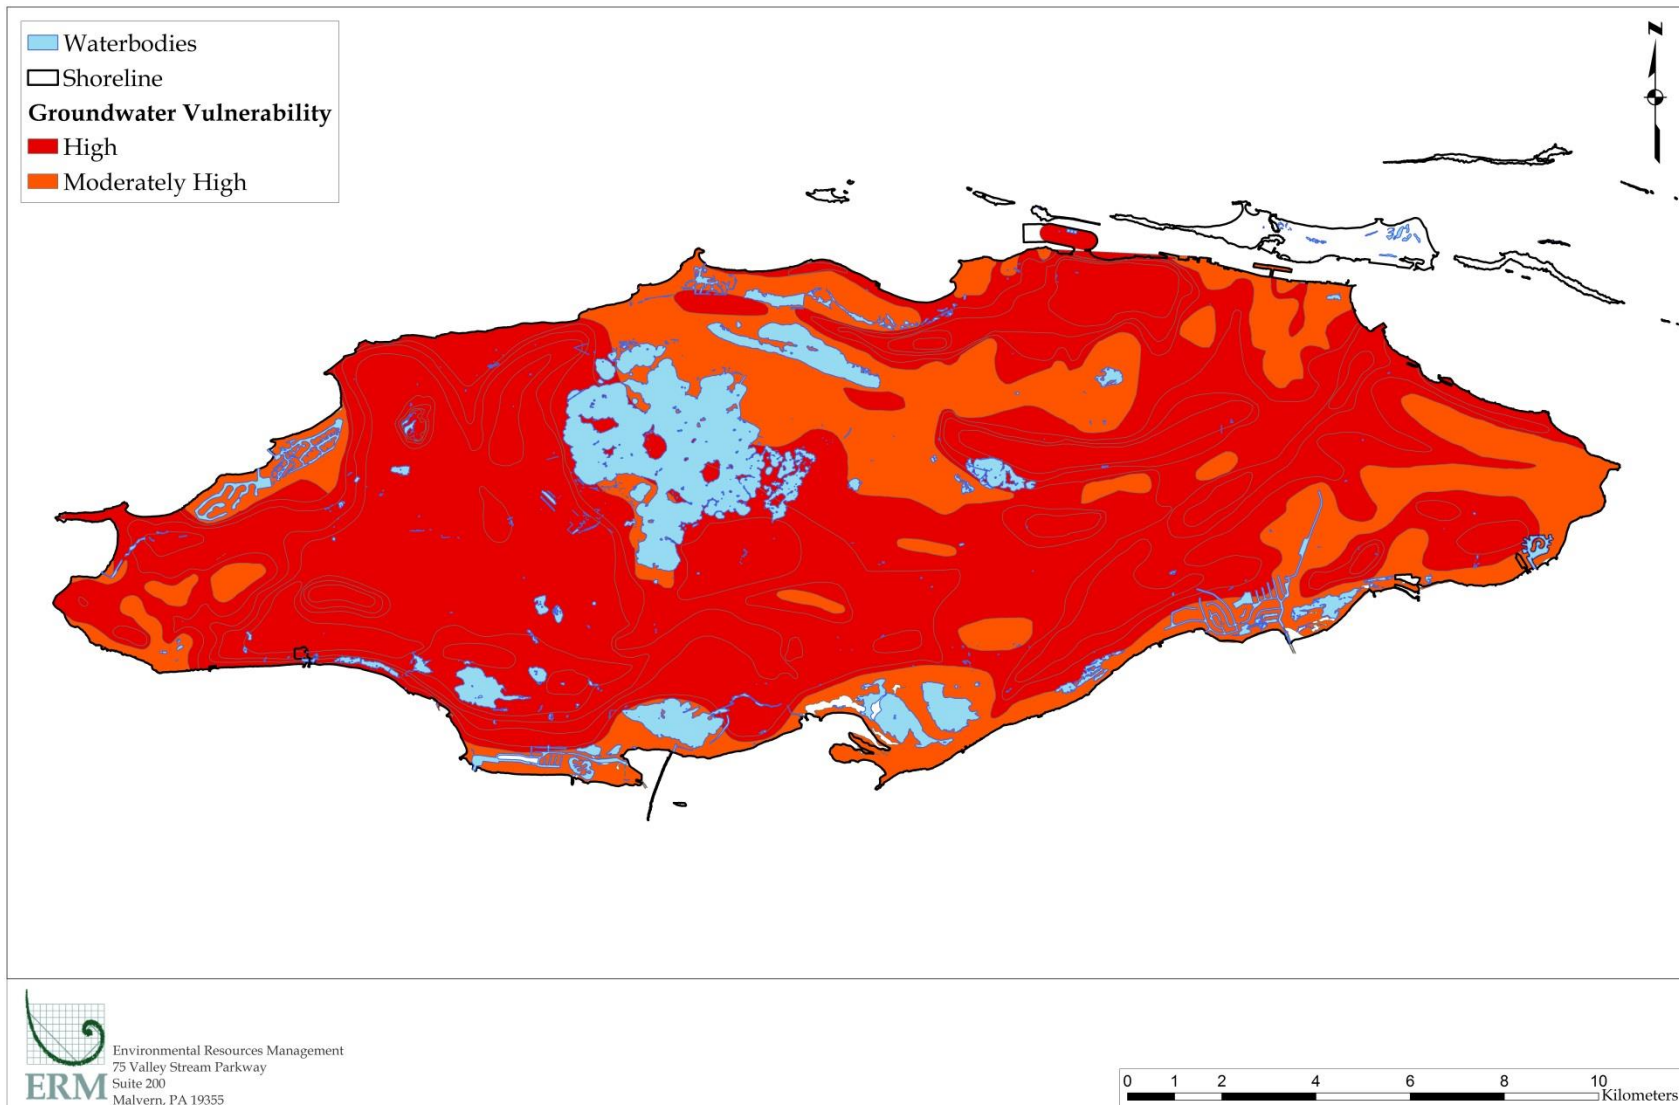 Waterbodies
Shoreline
Groundwater Vulnerability
High
Moderately High
N
ERM
Environmental Resources Management
75 Valley Stream Parkway
Suite 200
Malvern, PA 19355
0 1 2 4 6 8 10
Kilometers